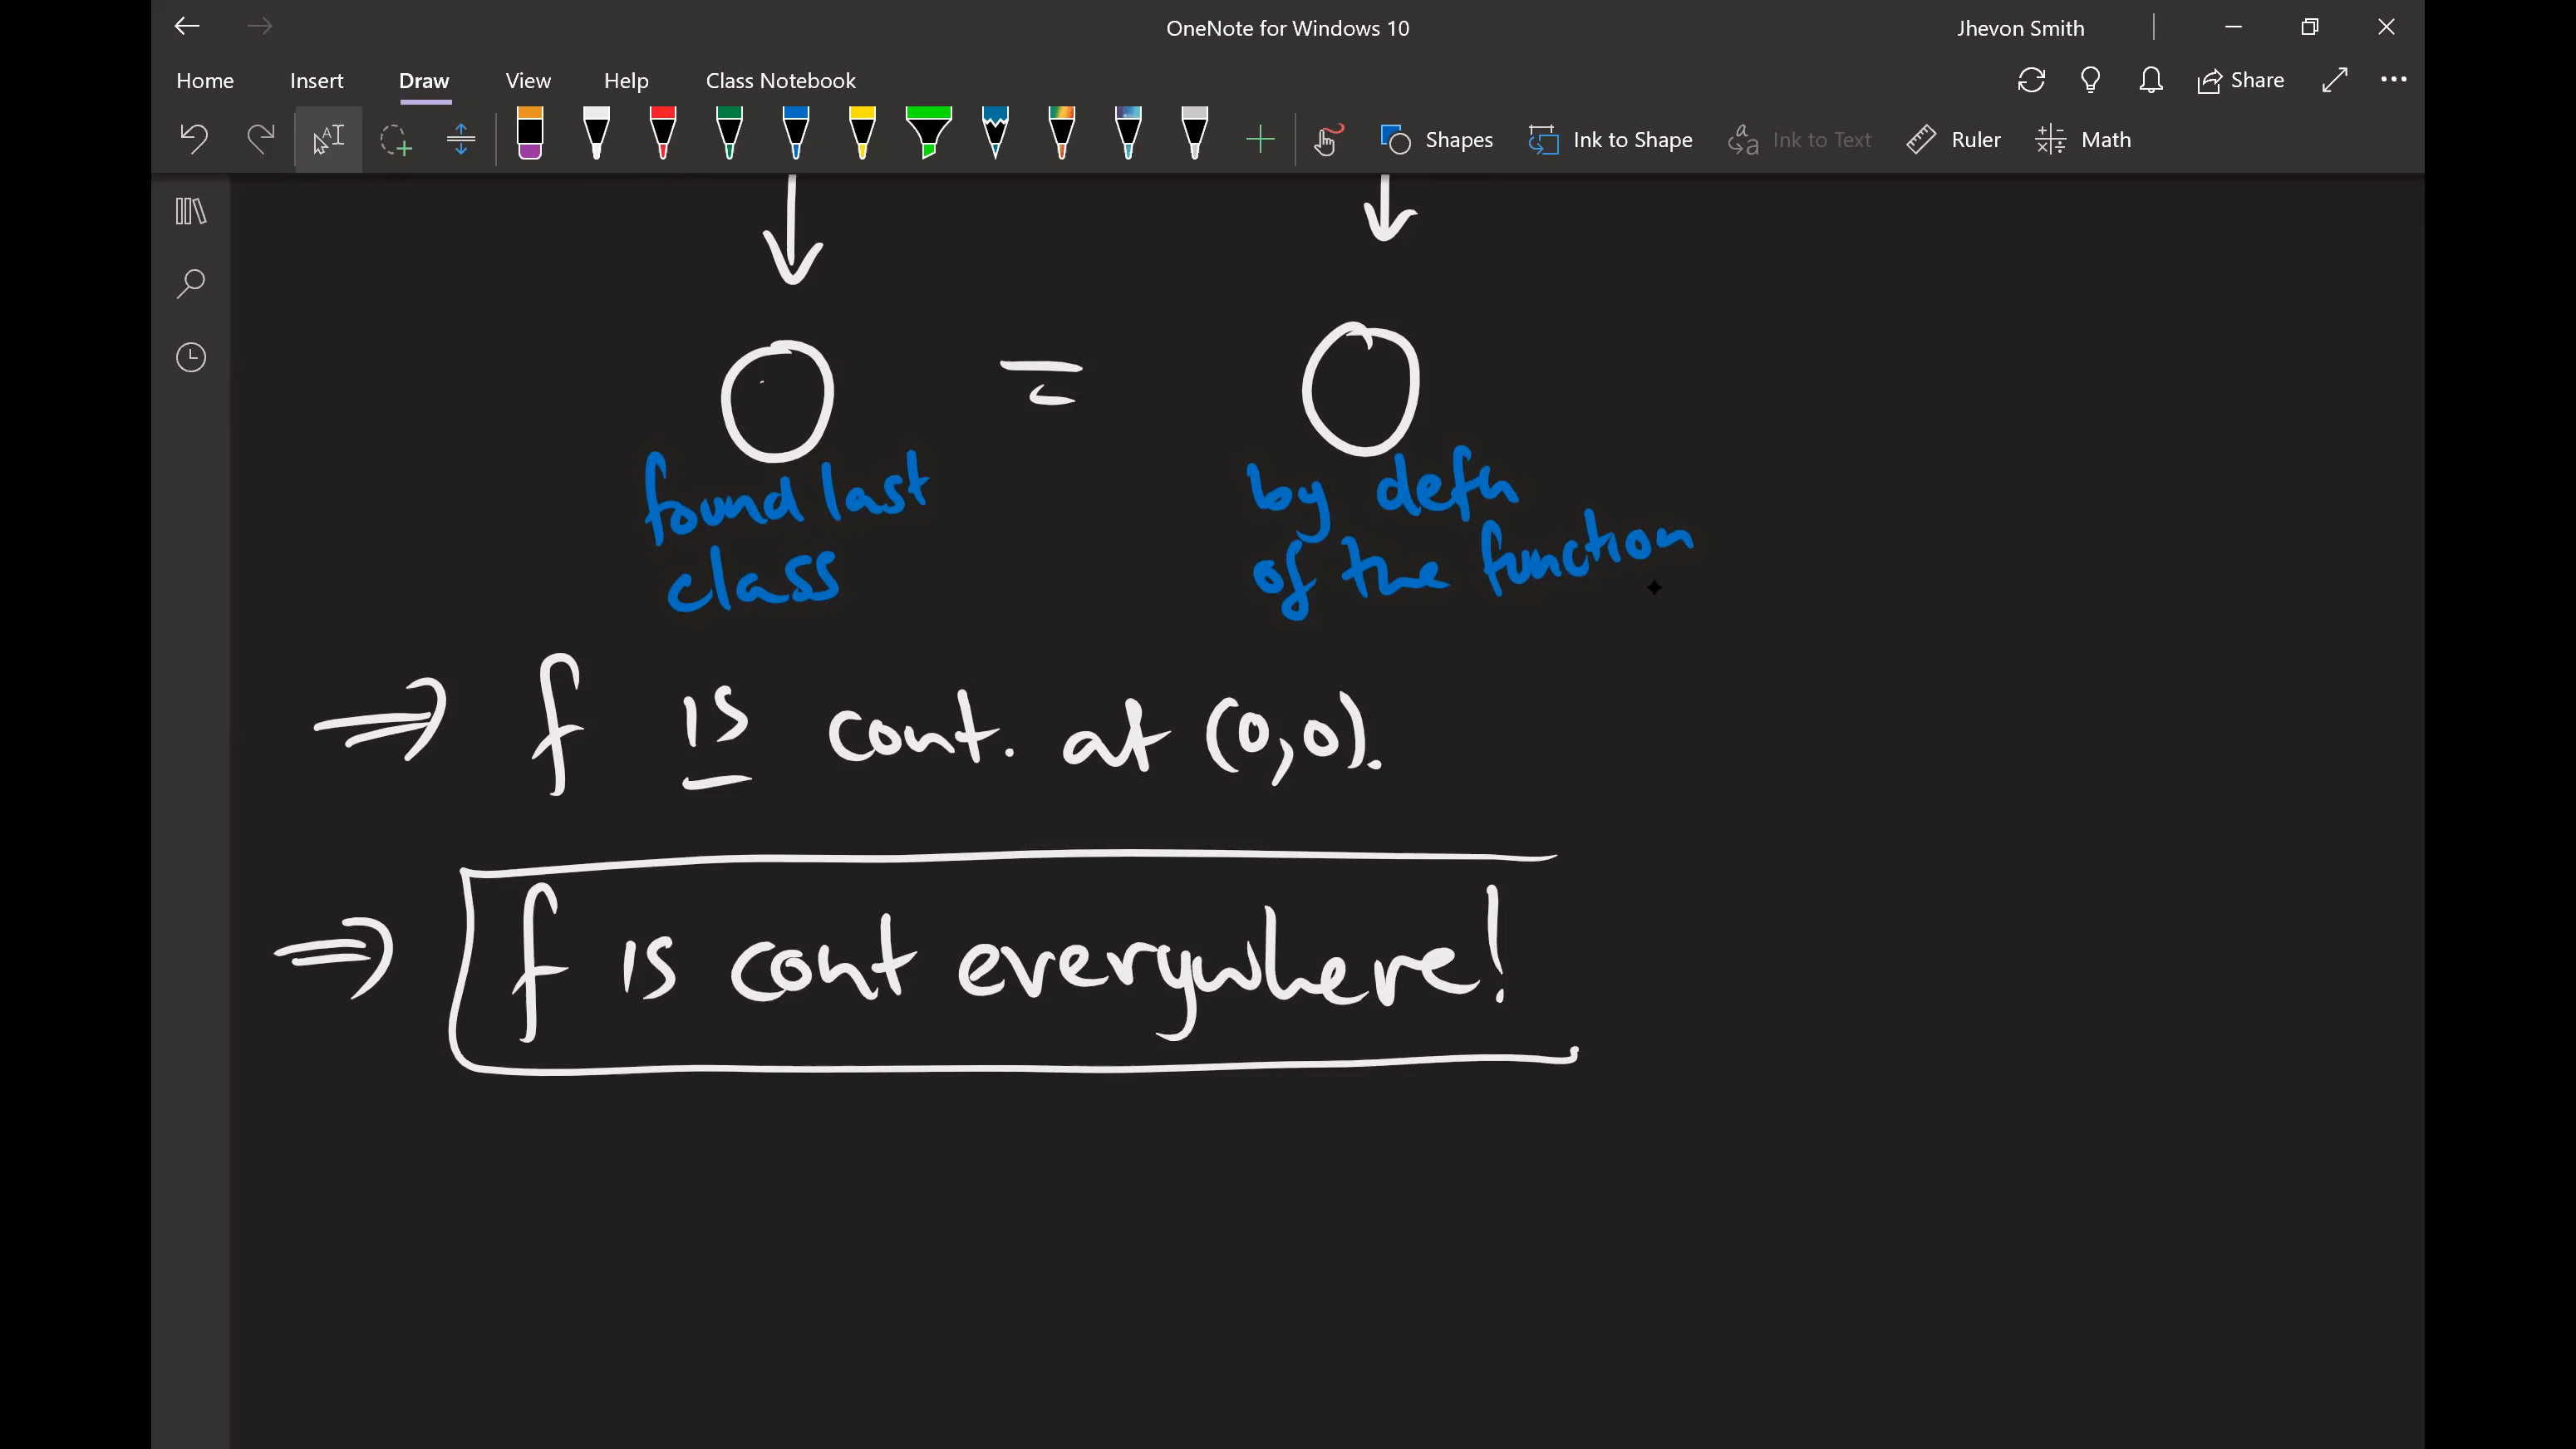 OneNote for Windows 10
Jhevon Smith
Home Insert Draw View Help Class Notebook
Share
Shapes Ink to Shape Ink to Text Ruler Math
0 = 0
found last
class
by defn
of the function
⇒ f is cont. at (0,0).
⇒ f is cont everywhere!